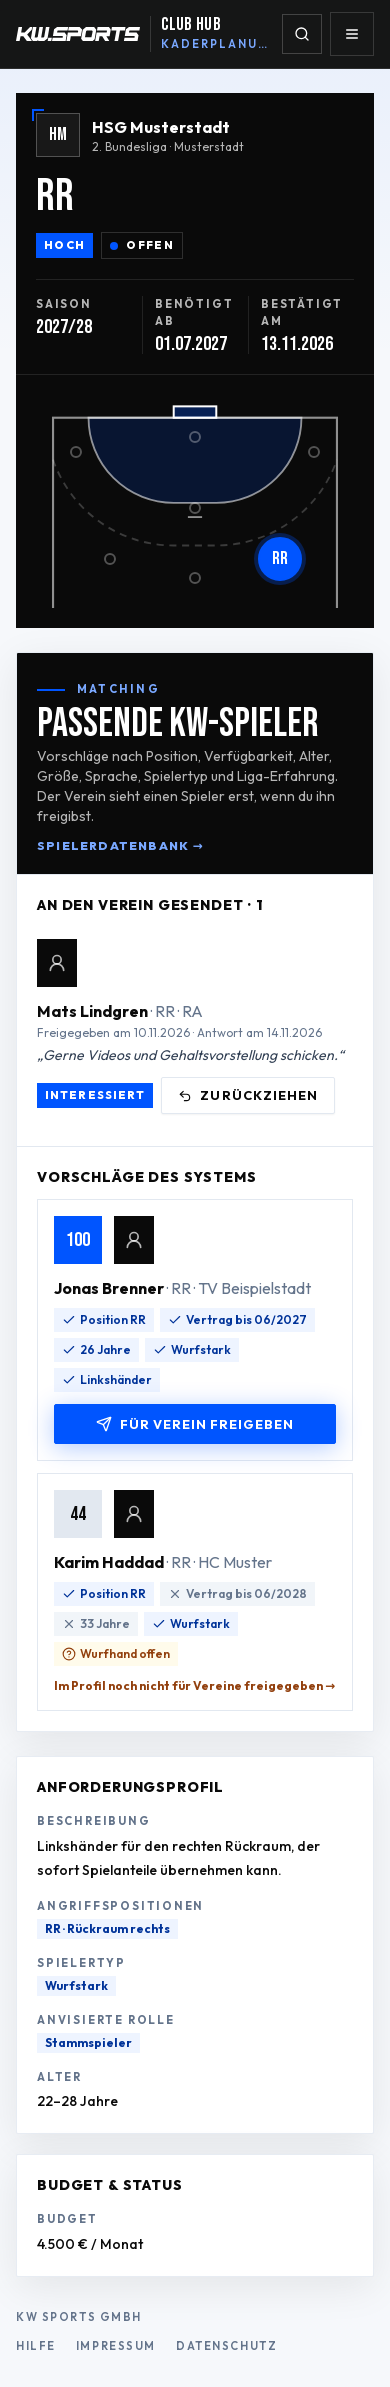 KW.SPORTS
CLUB HUB
KADERPLANU…
HM
HSG Musterstadt
2. Bundesliga · Musterstadt
RR
HOCH
OFFEN
SAISON
2027/28
BENÖTIGT AB
01.07.2027
BESTÄTIGT AM
13.11.2026
RR
MATCHING
PASSENDE KW-SPIELER
Vorschläge nach Position, Verfügbarkeit, Alter,
Größe, Sprache, Spielertyp und Liga-Erfahrung.
Der Verein sieht einen Spieler erst, wenn du ihn
freigibst.
SPIELERDATENBANK →
AN DEN VEREIN GESENDET · 1
Mats Lindgren · RR · RA
Freigegeben am 10.11.2026 · Antwort am 14.11.2026
„Gerne Videos und Gehaltsvorstellung schicken.“
INTERESSIERT
ZURÜCKZIEHEN
VORSCHLÄGE DES SYSTEMS
100
Jonas Brenner · RR · TV Beispielstadt
Position RR
Vertrag bis 06/2027
26 Jahre
Wurfstark
Linkshänder
FÜR VEREIN FREIGEBEN
44
Karim Haddad · RR · HC Muster
Position RR
Vertrag bis 06/2028
33 Jahre
Wurfstark
Wurfhand offen
Im Profil noch nicht für Vereine freigegeben →
ANFORDERUNGSPROFIL
BESCHREIBUNG
Linkshänder für den rechten Rückraum, der
sofort Spielanteile übernehmen kann.
ANGRIFFSPOSITIONEN
RR · Rückraum rechts
SPIELERTYP
Wurfstark
ANVISIERTE ROLLE
Stammspieler
ALTER
22–28 Jahre
BUDGET & STATUS
BUDGET
4.500 € / Monat
KW SPORTS GMBH
HILFE
IMPRESSUM
DATENSCHUTZ